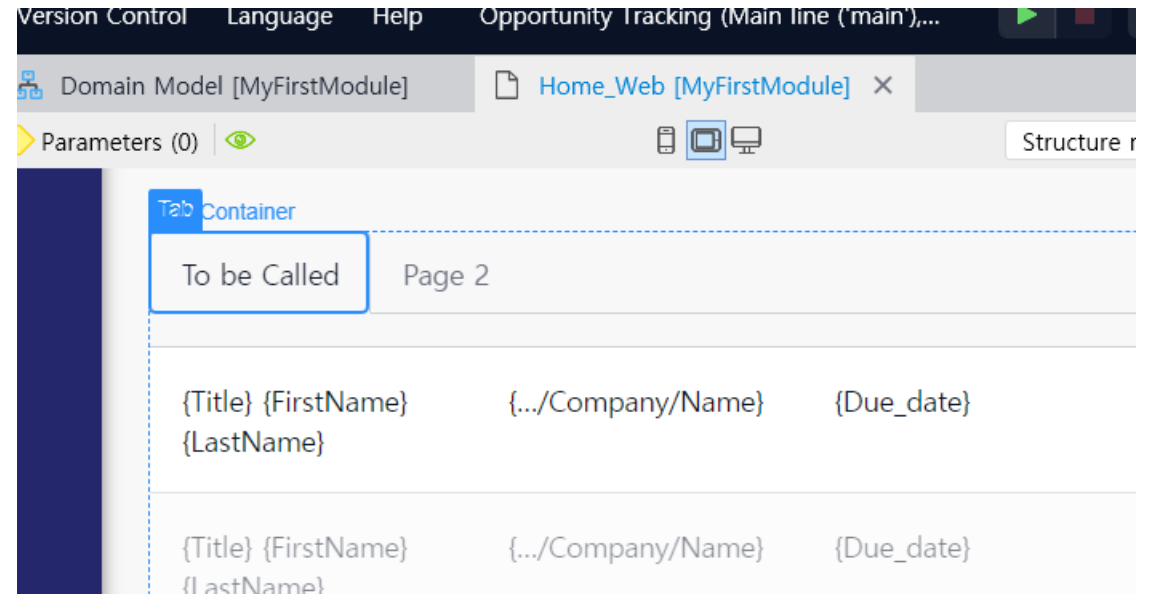 Version Control Language Help Opportunity Tracking (Main line ('main'),...
Domain Model [MyFirstModule] Home_Web [MyFirstModule]
Parameters (0) Structure
Tab Container
To be Called Page 2
{Title} {FirstName} {.../Company/Name} {Due_date}
{LastName}
{Title} {FirstName} {.../Company/Name} {Due_date}
{LastName}